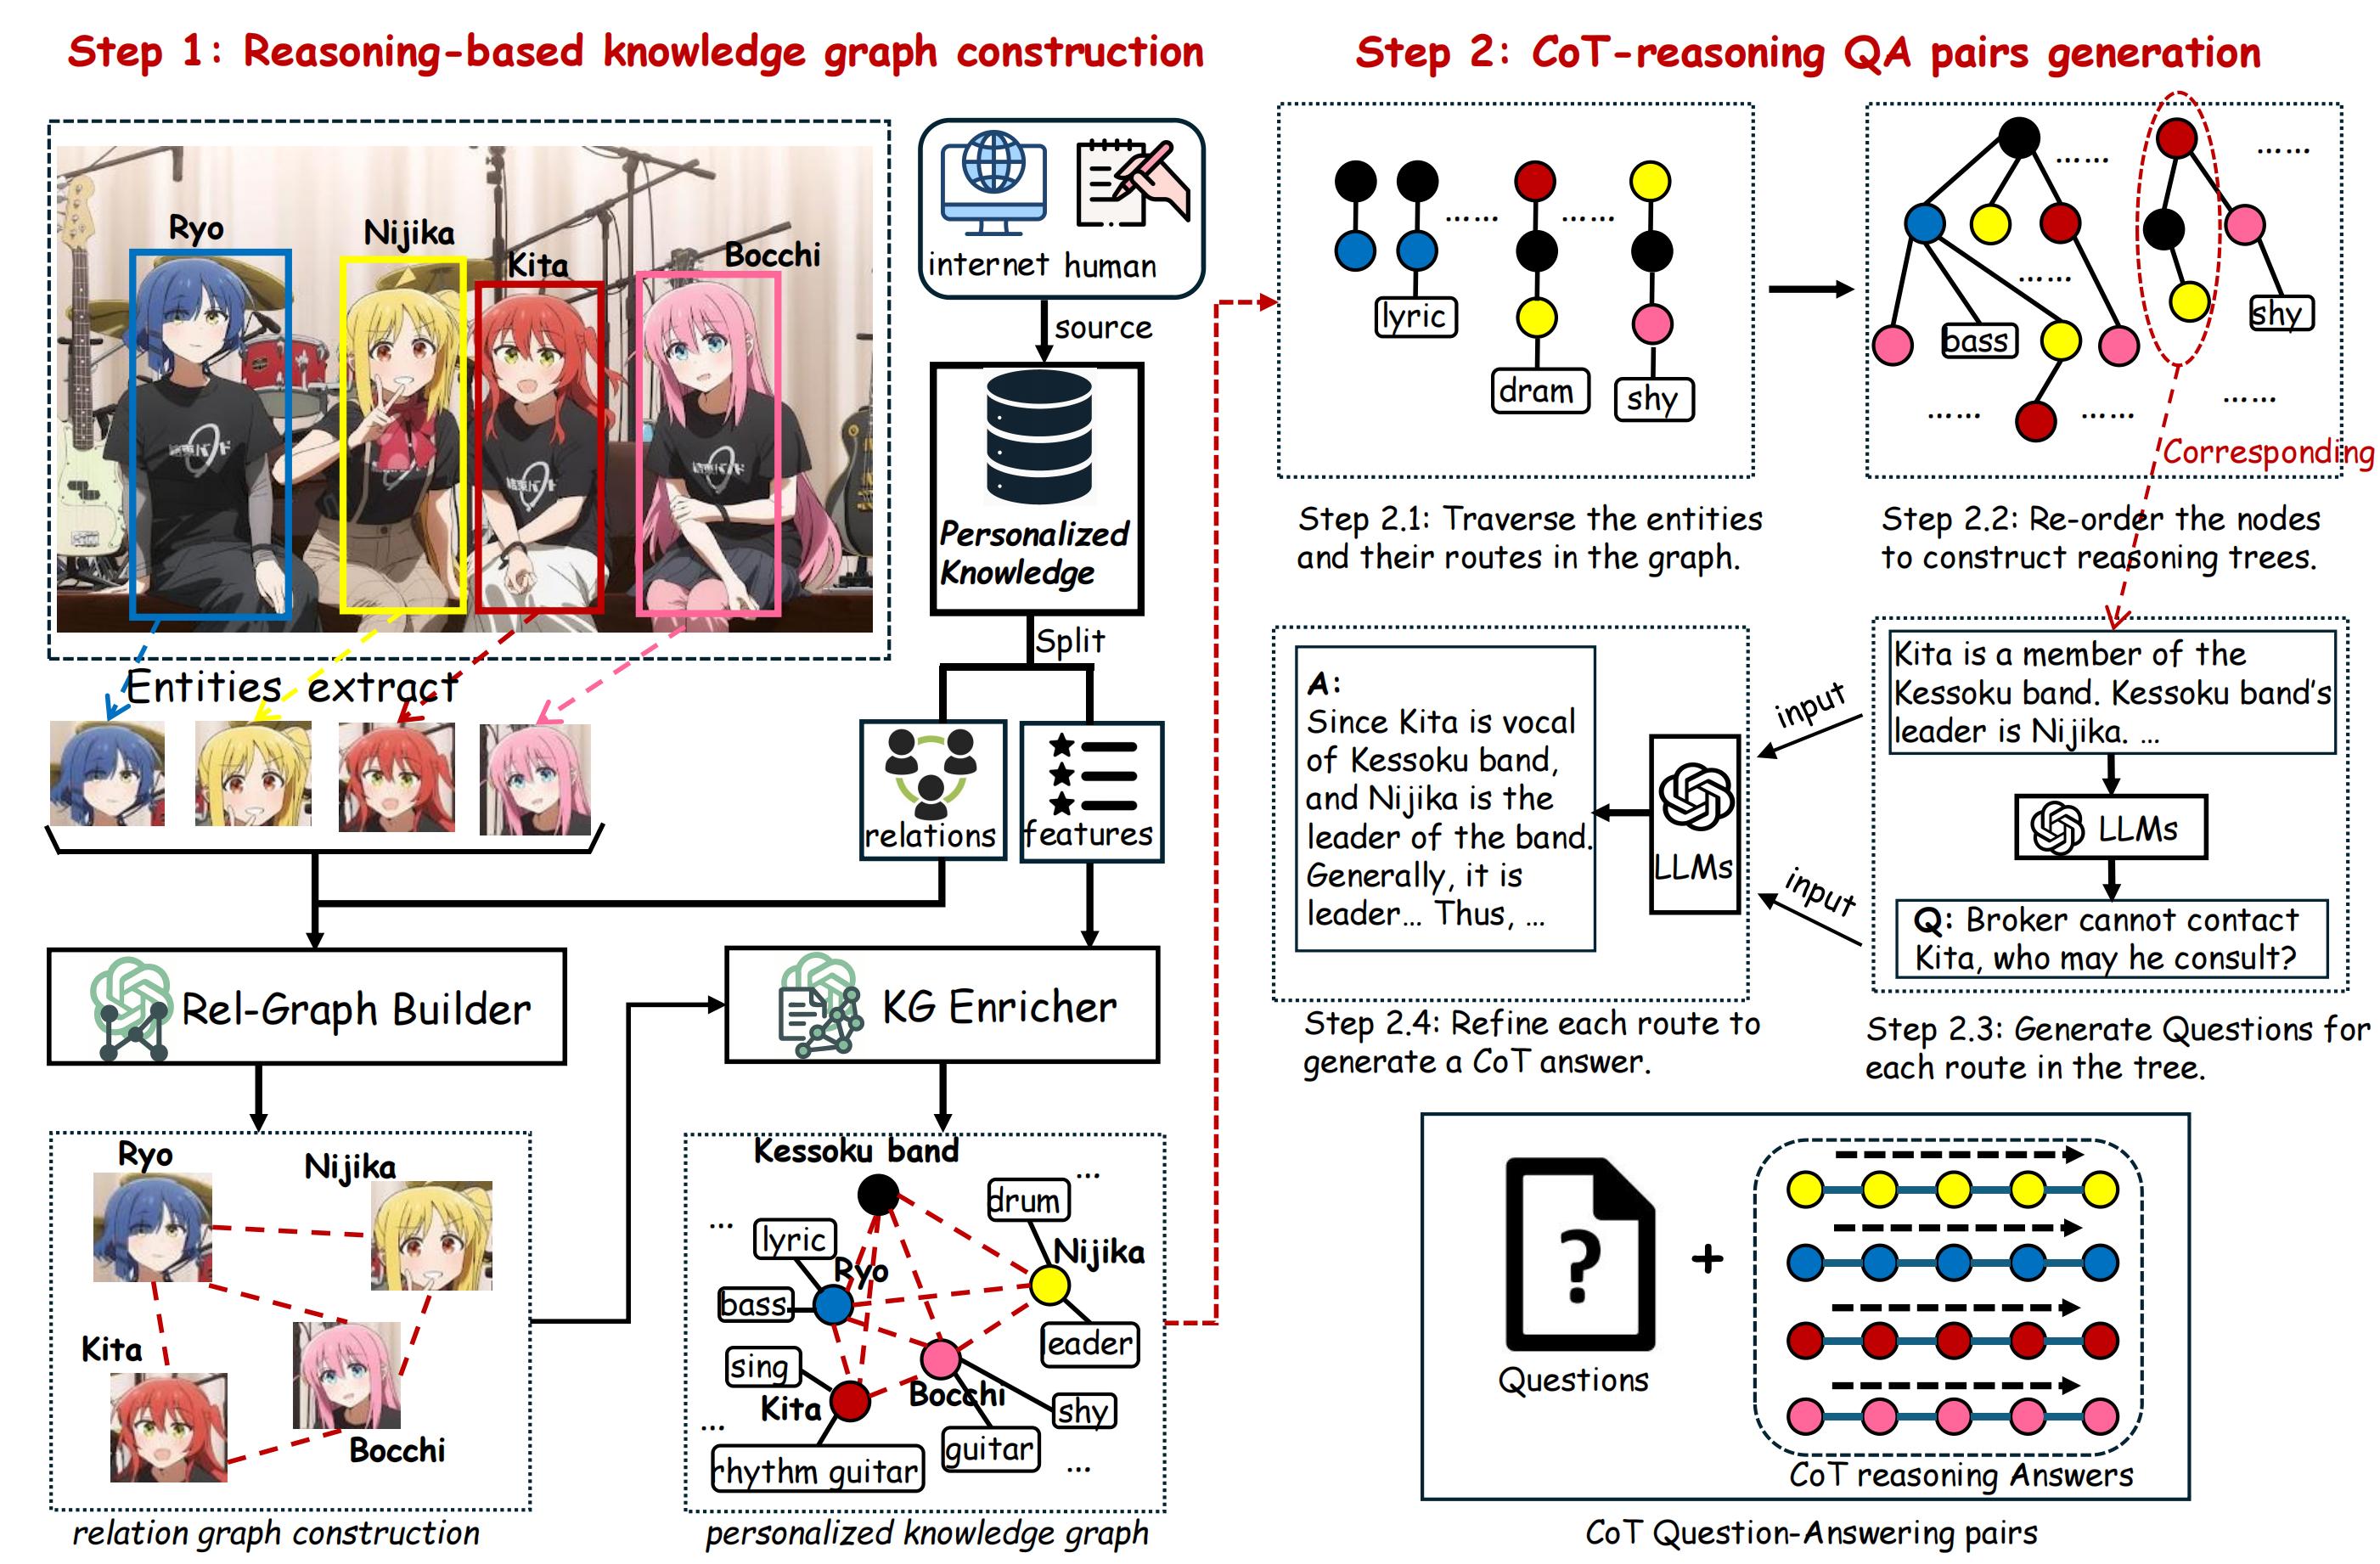 Step 1: Reasoning-based knowledge graph construction
Ryo
Nijika
Kita
Bocchi
internet human
source
Personalized
Knowledge
Split
Entities extract
relations
features
Rel-Graph Builder
KG Enricher
Ryo
Nijika
Kita
Bocchi
relation graph construction
Kessoku band
...
drum
...
lyric
Ryo
Nijika
bass
leader
sing
Bocchi
Kita
shy
...
guitar
rhythm guitar
...
personalized knowledge graph
Step 2: CoT-reasoning QA pairs generation
......
......
lyric
dram
shy
Step 2.1: Traverse the entities
and their routes in the graph.
......
......
......
shy
bass
......
......
......
Corresponding
Step 2.2: Re-order the nodes
to construct reasoning trees.
Kita is a member of the
Kessoku band. Kessoku band's
leader is Nijika. ...
LLMs
Q: Broker cannot contact
Kita, who may he consult?
Step 2.3: Generate Questions for
each route in the tree.
input
input
LLMs
A:
Since Kita is vocal
of Kessoku band,
and Nijika is the
leader of the band.
Generally, it is
leader... Thus, ...
Step 2.4: Refine each route to
generate a CoT answer.
?
Questions
+
CoT reasoning Answers
CoT Question-Answering pairs